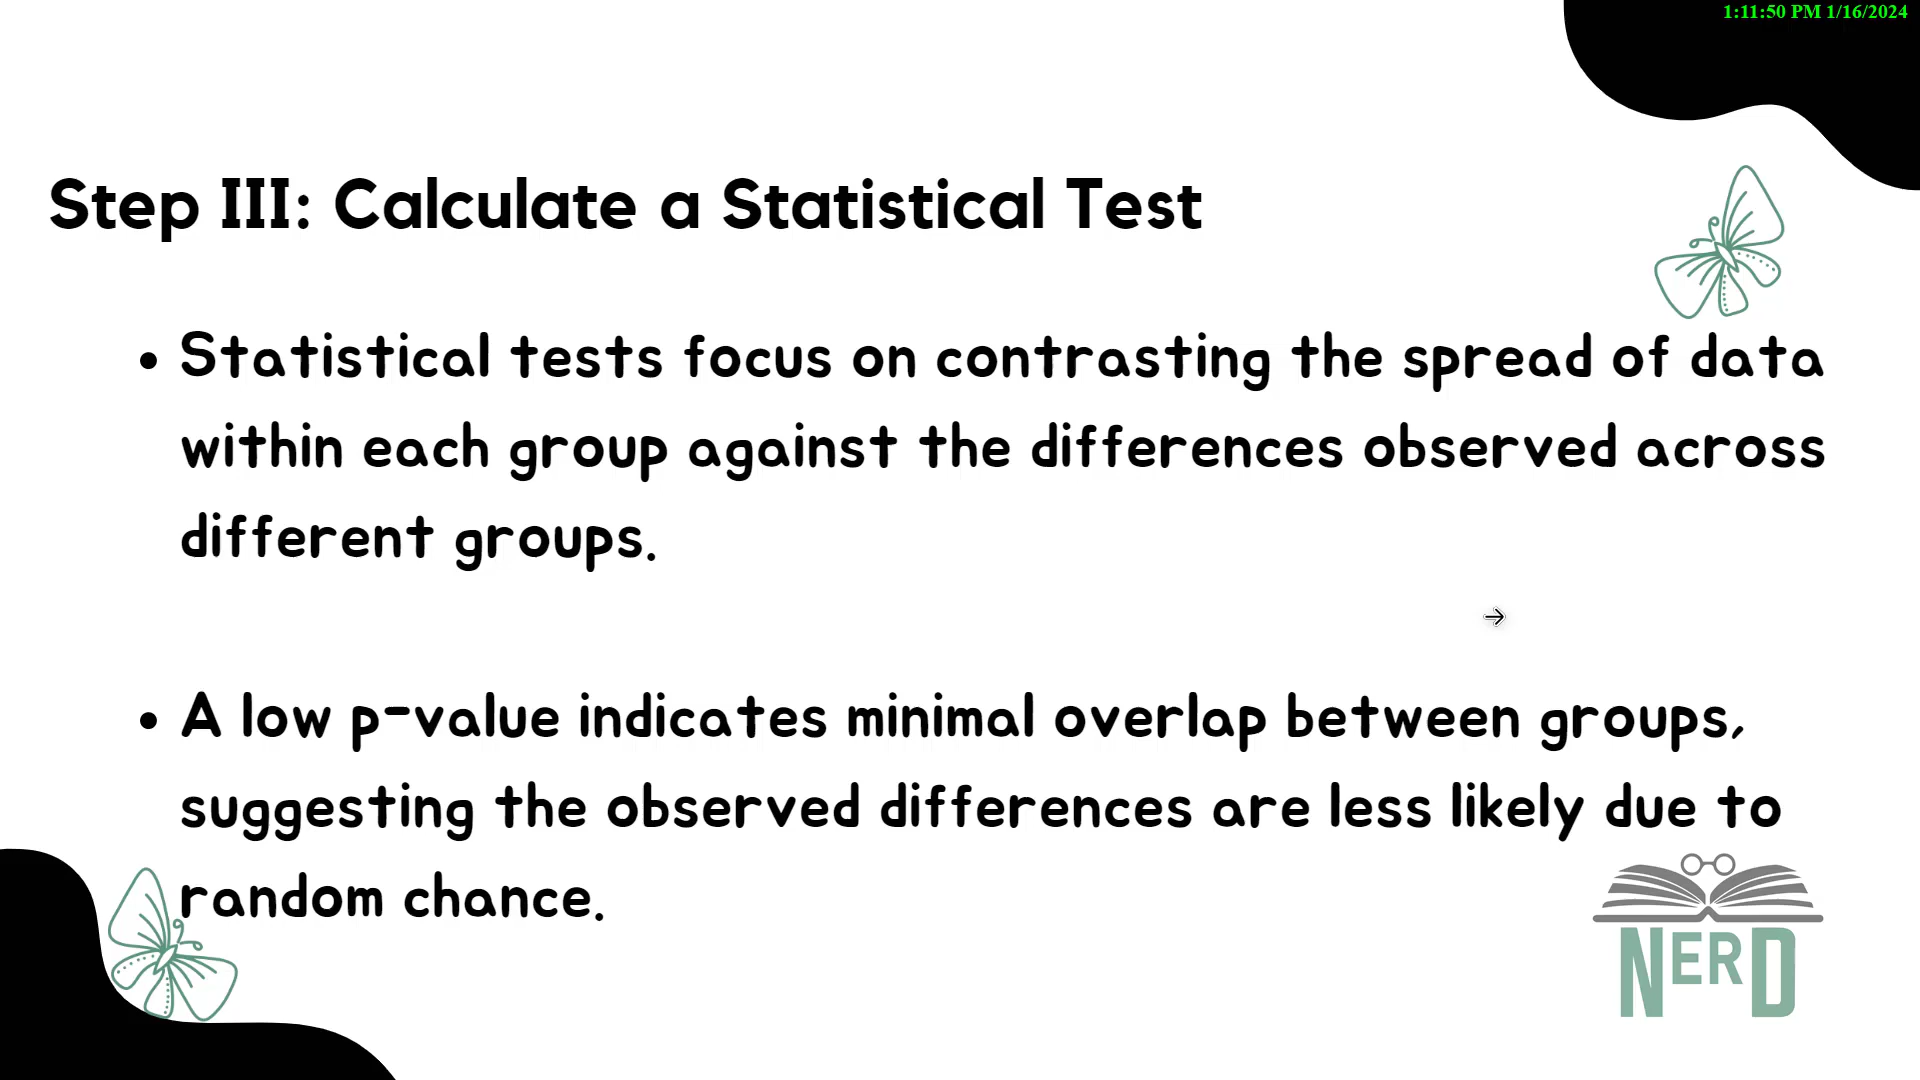 1:11:50 PM 1/16/2024
Step III: Calculate a Statistical Test
• Statistical tests focus on contrasting the spread of data
within each group against the differences observed across
different groups.
• A low p-value indicates minimal overlap between groups,
suggesting the observed differences are less likely due to
random chance.
NERD